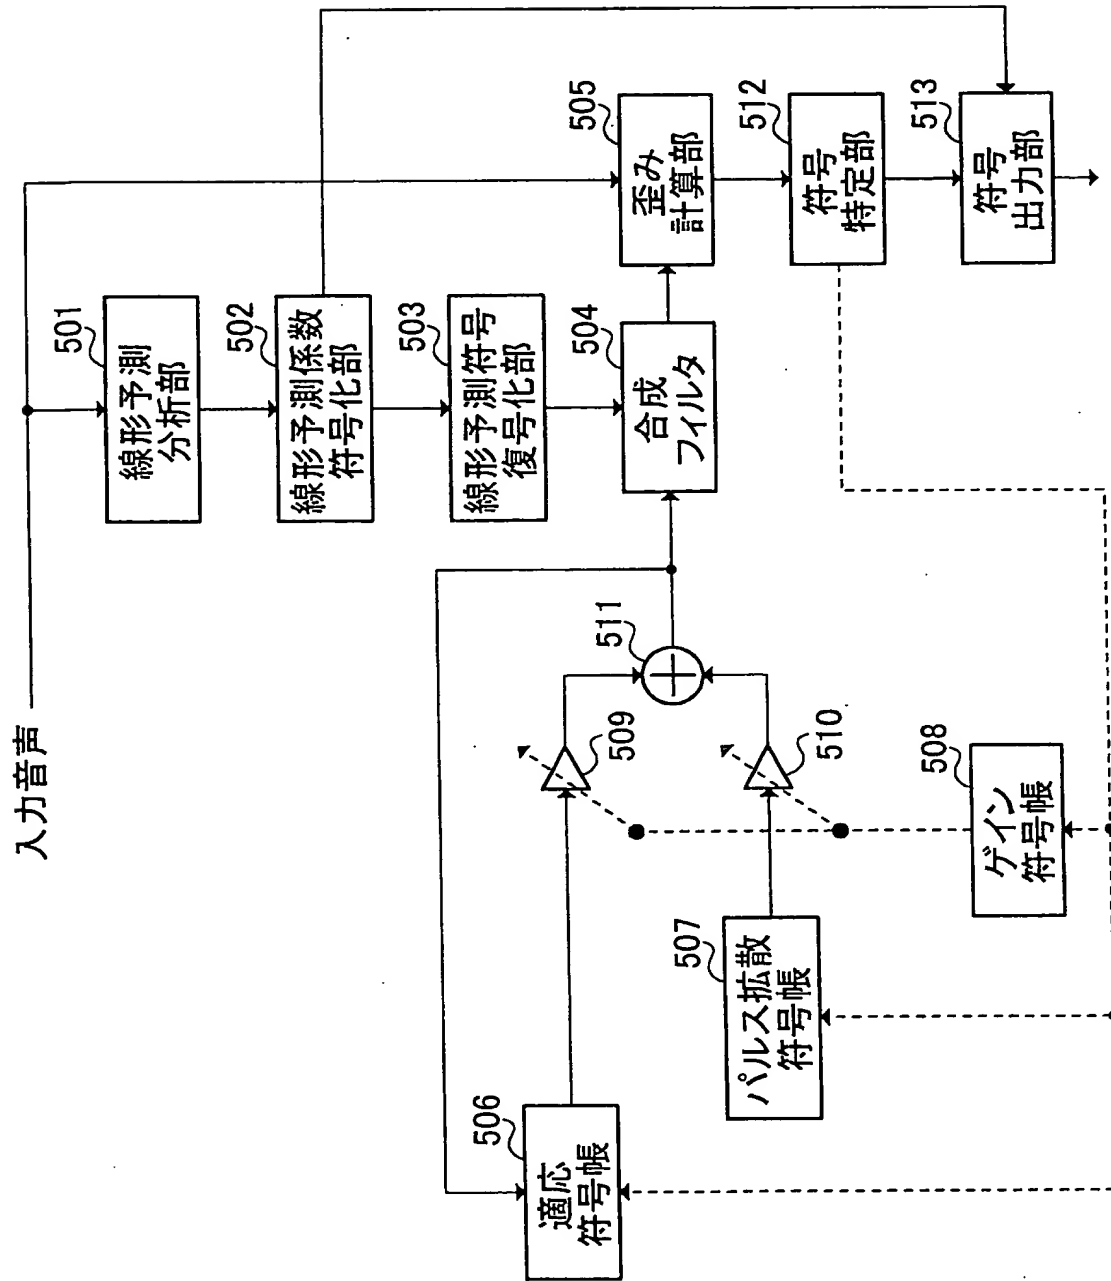 入力音声
501
線形予測
分析部
502
線形予測係数
符号化部
503
線形予測符号
復号化部
504
合成
フィルタ
505
歪み
計算部
512
符号
特定部
513
符号
出力部
511
509
510
506
適応
符号帳
507
パルス拡散
符号帳
508
ゲイン
符号帳